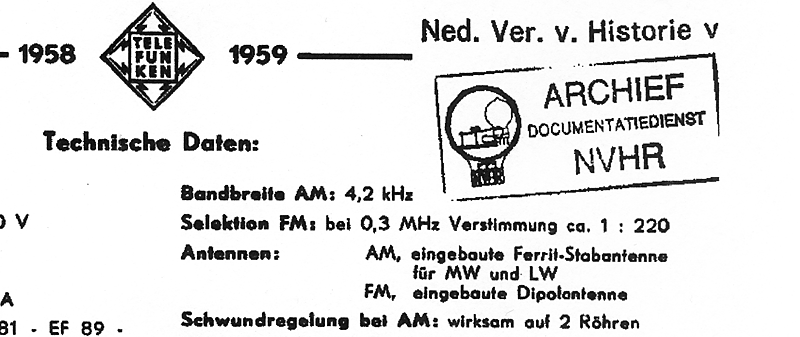 1958 TELE FUN KEN 1959
Ned. Ver. v. Historie v
ARCHIEF
DOCUMENTATIEDIENST
NVHR
Technische Daten:
Bandbreite AM: 4,2 kHz
0 V
Selektion FM: bei 0,3 MHz Verstimmung ca. 1 : 220
Antennen: AM, eingebaute Ferrit-Stabantenne
für MW und LW
FM, eingebaute Dipolantenne
A
81 - EF 89 -
Schwundregelung bei AM: wirksam auf 2 Röhren